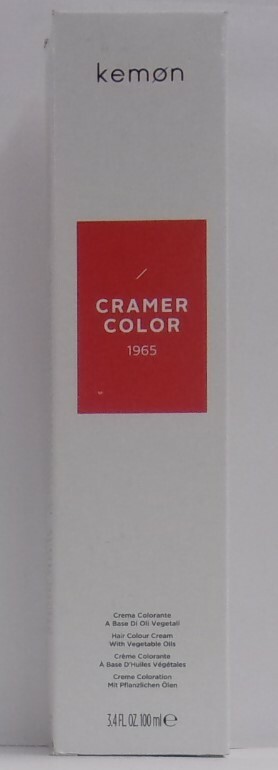 kemøn
CRAMER
COLOR
1965
Crema Colorante
A Base Di Oli Vegetali
Hair Colour Cream
With Vegetable Oils
Crème Colorante
À Base D'Huiles Végétales
Creme Coloration
Mit Pflanzlichen Ölen
3.4 FL. OZ. 100 ml ℮